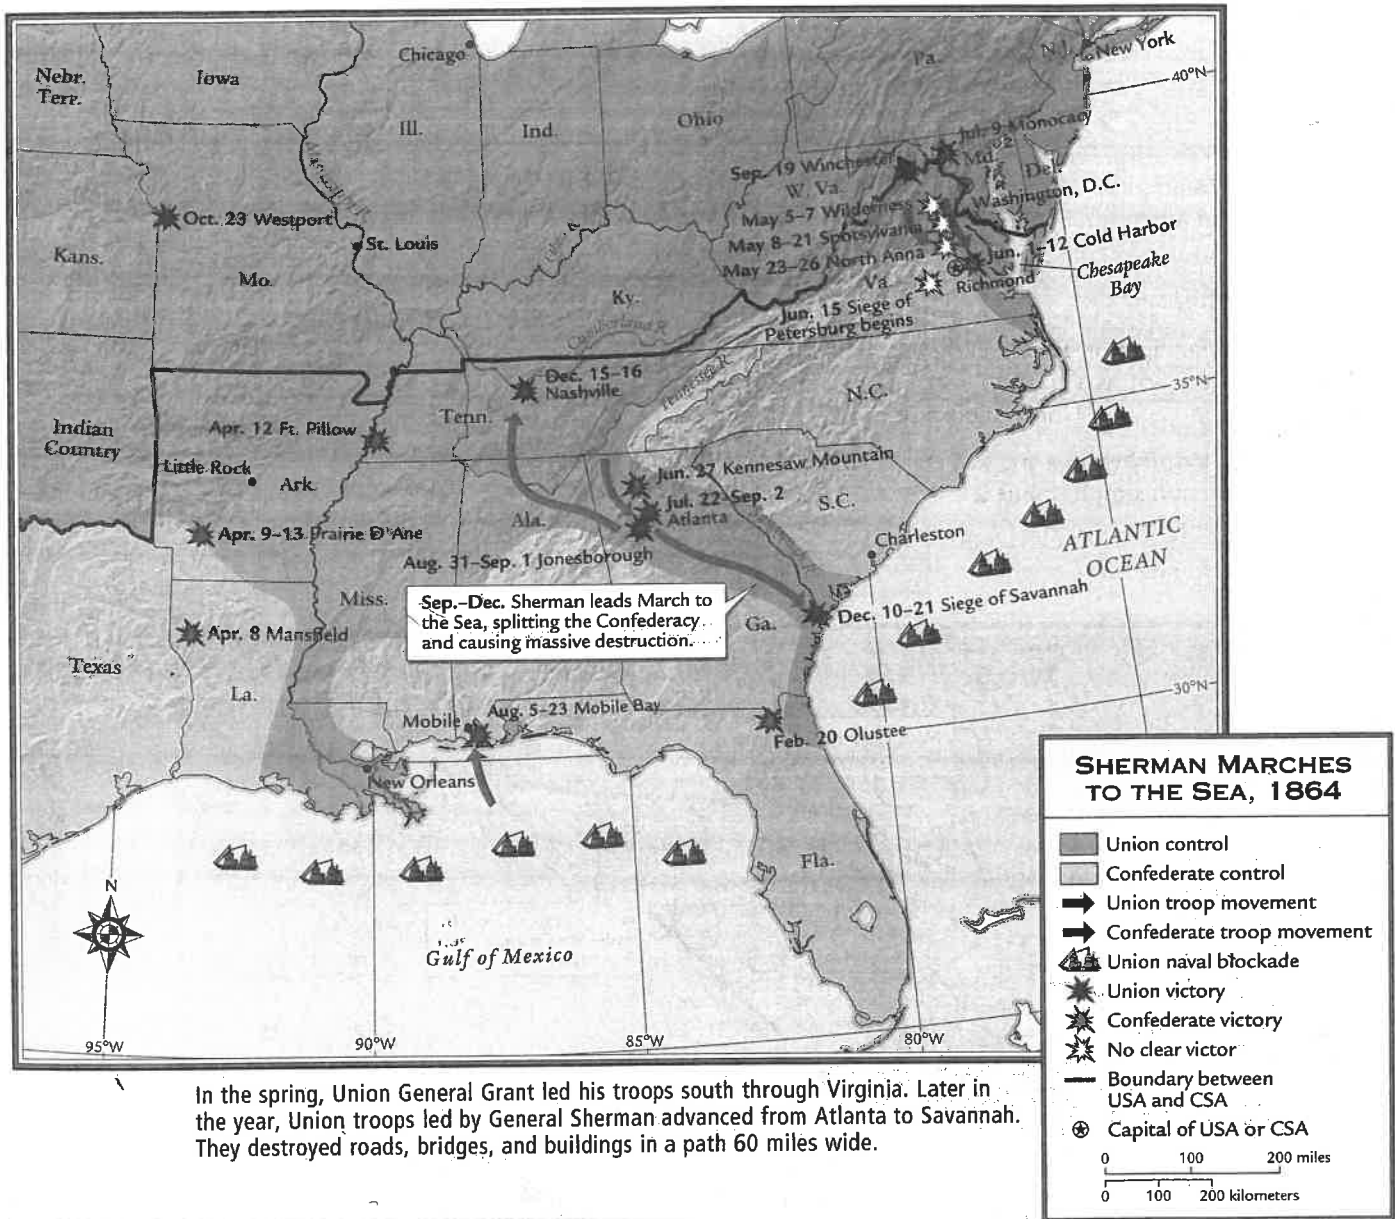 Chicago
New York
Nebr.
Terr.
Iowa
Pa.
N.J.
40°N
Ill.
Ind.
Ohio
Jul. 9 Monocacy
Md.
Del.
Sep. 19 Winchester
W. Va.
Washington, D.C.
Mississippi R.
Oct. 23 Westport
St. Louis
May 5–7 Wilderness
May 8–21 Spotsylvania
May 23–26 North Anna
Jun. 1–12 Cold Harbor
Kans.
Mo.
Ohio
Ky.
Va.
Richmond
Chesapeake
Bay
Jun. 15 Siege of
Petersburg begins
Cumberland R.
Dec. 15–16
Nashville
Tennessee R.
35°N
N.C.
Tenn.
Indian
Country
Apr. 12 Ft. Pillow
Little Rock
Ark.
Jun. 27 Kennesaw Mountain
Jul. 22–Sep. 2
Atlanta
S.C.
Ala.
Apr. 9–13 Prairie D'Ane
Aug. 31–Sep. 1 Jonesborough
Charleston
ATLANTIC
OCEAN
Miss.
Sep.–Dec. Sherman leads March to
the Sea, splitting the Confederacy
and causing massive destruction.
Ga.
Dec. 10–21 Siege of Savannah
Apr. 8 Mansfield
Texas
La.
30°N
Mobile
Aug. 5–23 Mobile Bay
Feb. 20 Olustee
New Orleans
Fla.
N
Gulf of Mexico
95°W
90°W
85°W
80°W
SHERMAN MARCHES
TO THE SEA, 1864
Union control
Confederate control
Union troop movement
Confederate troop movement
Union naval blockade
Union victory
Confederate victory
No clear victor
Boundary between
USA and CSA
Capital of USA or CSA
0 100 200 miles
0 100 200 kilometers
In the spring, Union General Grant led his troops south through Virginia. Later in
the year, Union troops led by General Sherman advanced from Atlanta to Savannah.
They destroyed roads, bridges, and buildings in a path 60 miles wide.